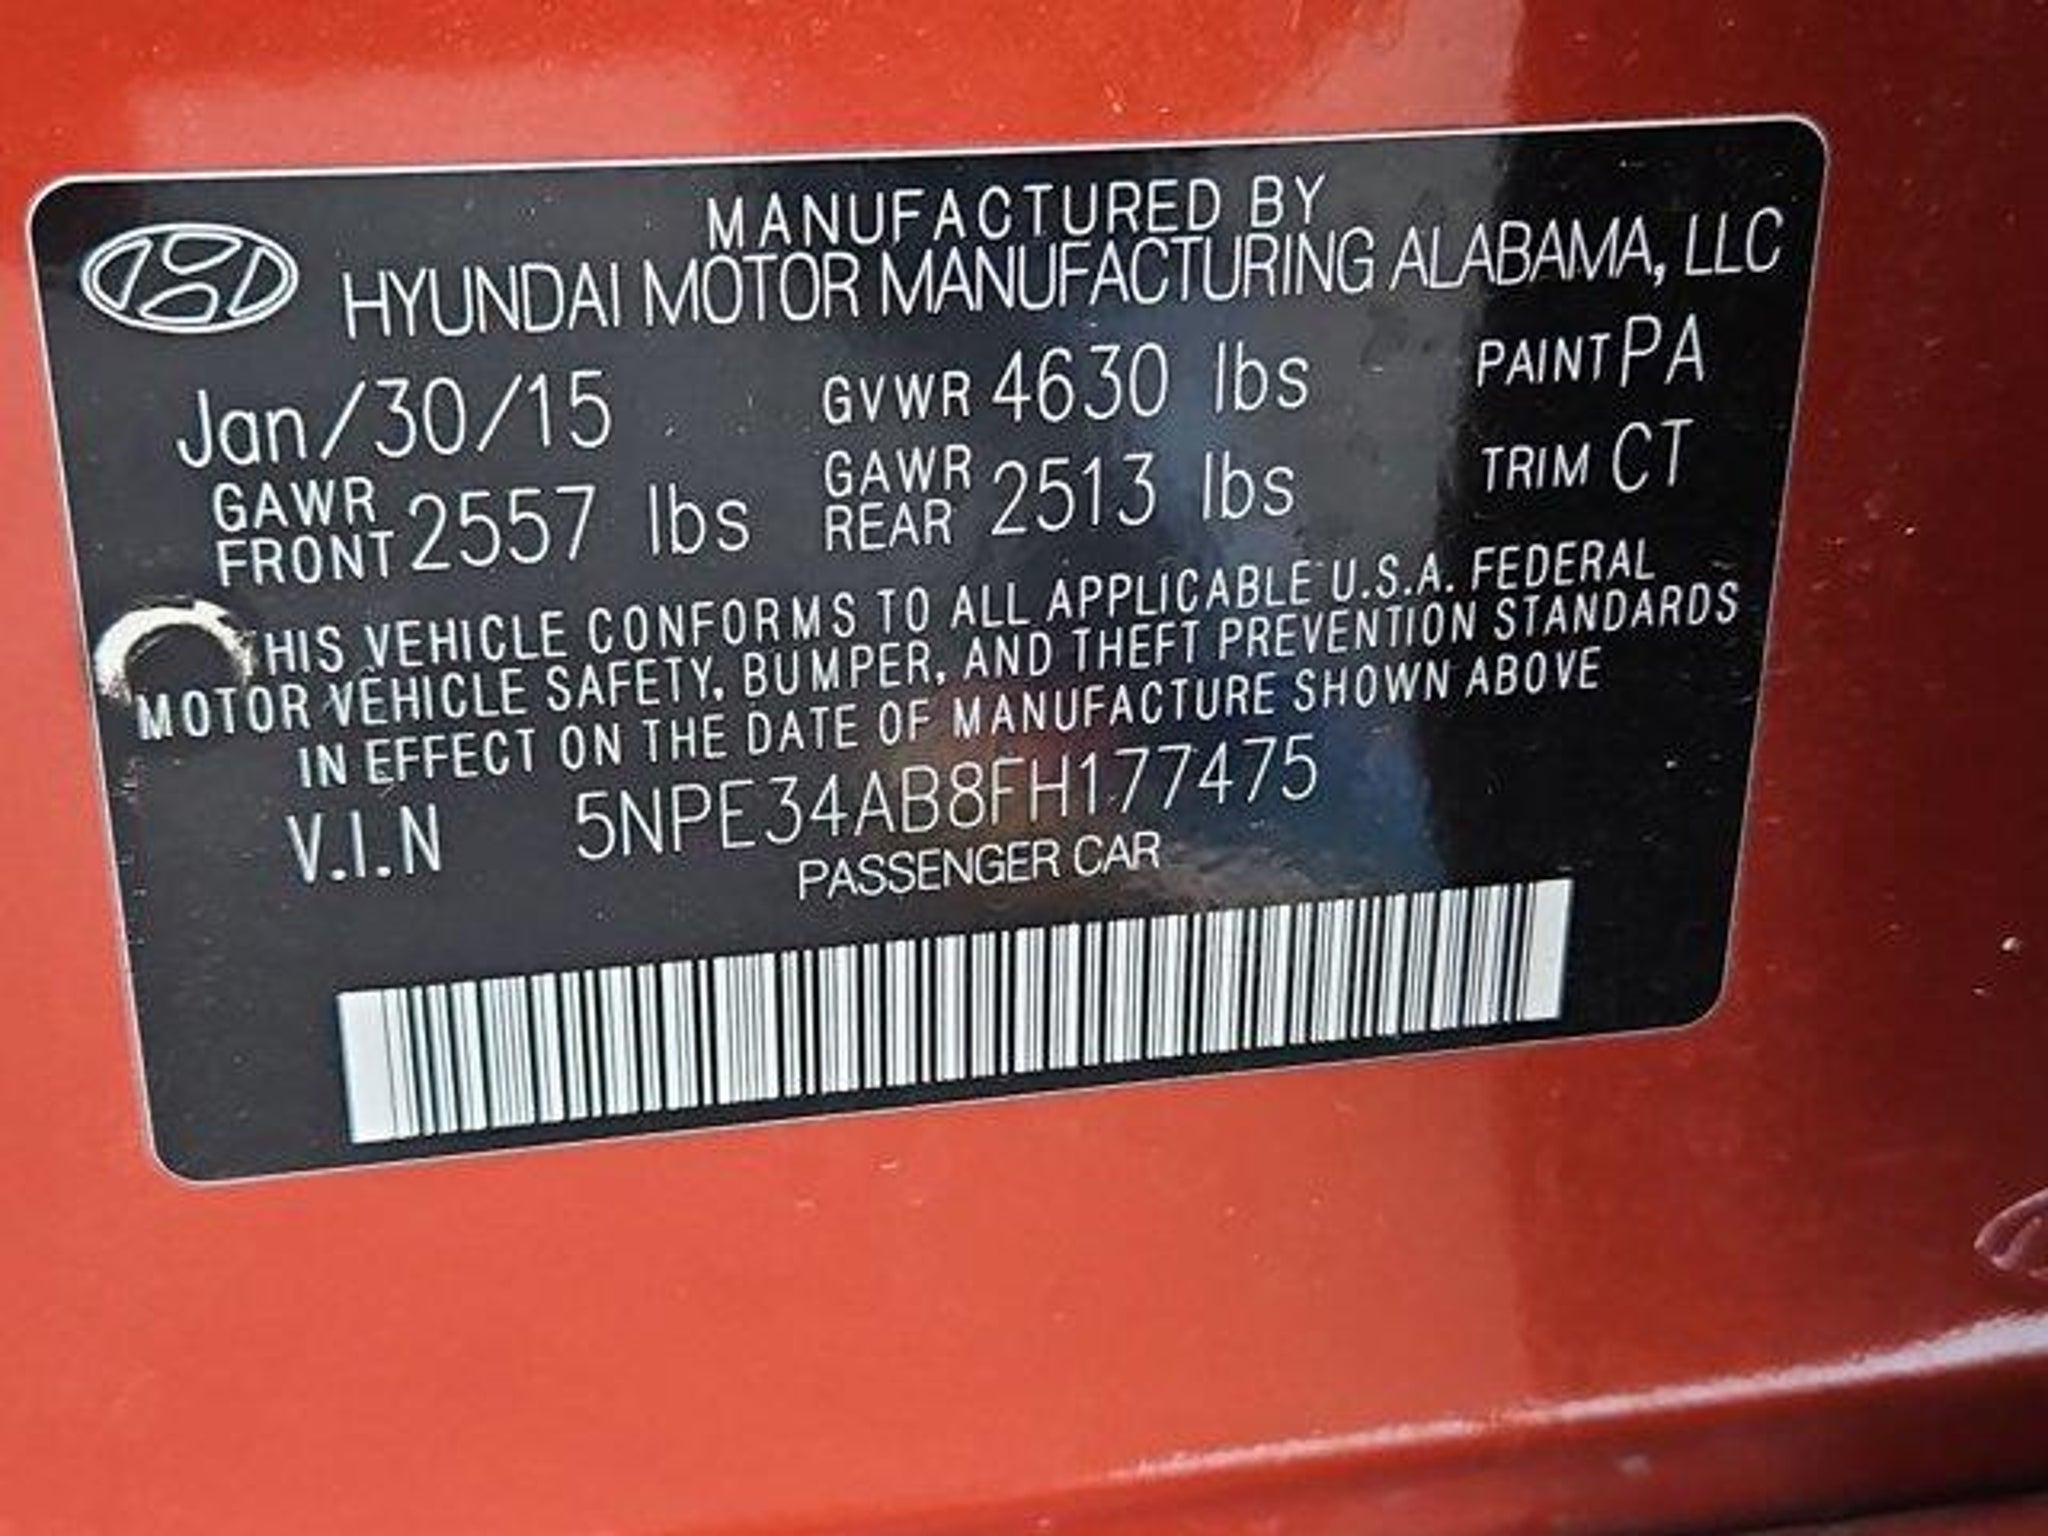 MANUFACTURED BY
HYUNDAI MOTOR MANUFACTURING ALABAMA, LLC
Jan/30/15 GVWR 4630 lbs PAINT PA
GAWR FRONT 2557 lbs GAWR REAR 2513 lbs TRIM CT
THIS VEHICLE CONFORMS TO ALL APPLICABLE U.S.A. FEDERAL
MOTOR VEHICLE SAFETY, BUMPER, AND THEFT PREVENTION STANDARDS
IN EFFECT ON THE DATE OF MANUFACTURE SHOWN ABOVE
V.I.N 5NPE34AB8FH177475
PASSENGER CAR